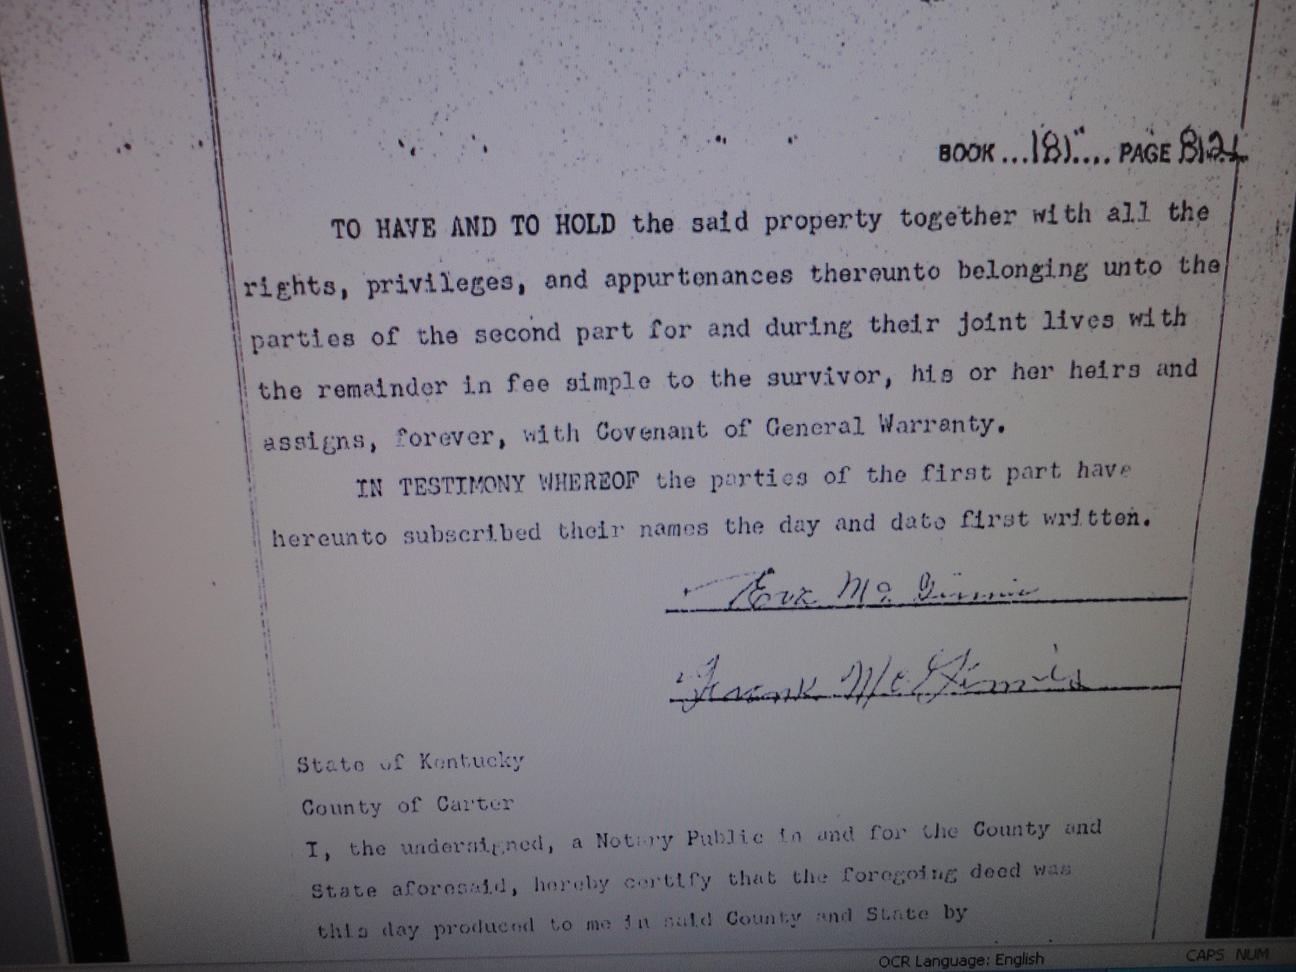 BOOK ...181.... PAGE
TO HAVE AND TO HOLD the said property together with all the
rights, privileges, and appurtenances thereunto belonging unto the
parties of the second part for and during their joint lives with
the remainder in fee simple to the survivor, his or her heirs and
assigns, forever, with Covenant of General Warranty.
IN TESTIMONY WHEREOF the parties of the first part have
hereunto subscribed their names the day and date first written.
Eva McGinnis
Frank McGinnis
State of Kentucky
County of Carter
I, the undersigned, a Notary Public in and for the County and
State aforesaid, hereby certify that the foregoing deed was
this day produced to me in said County and State by
OCR Language: English
CAPS NUM